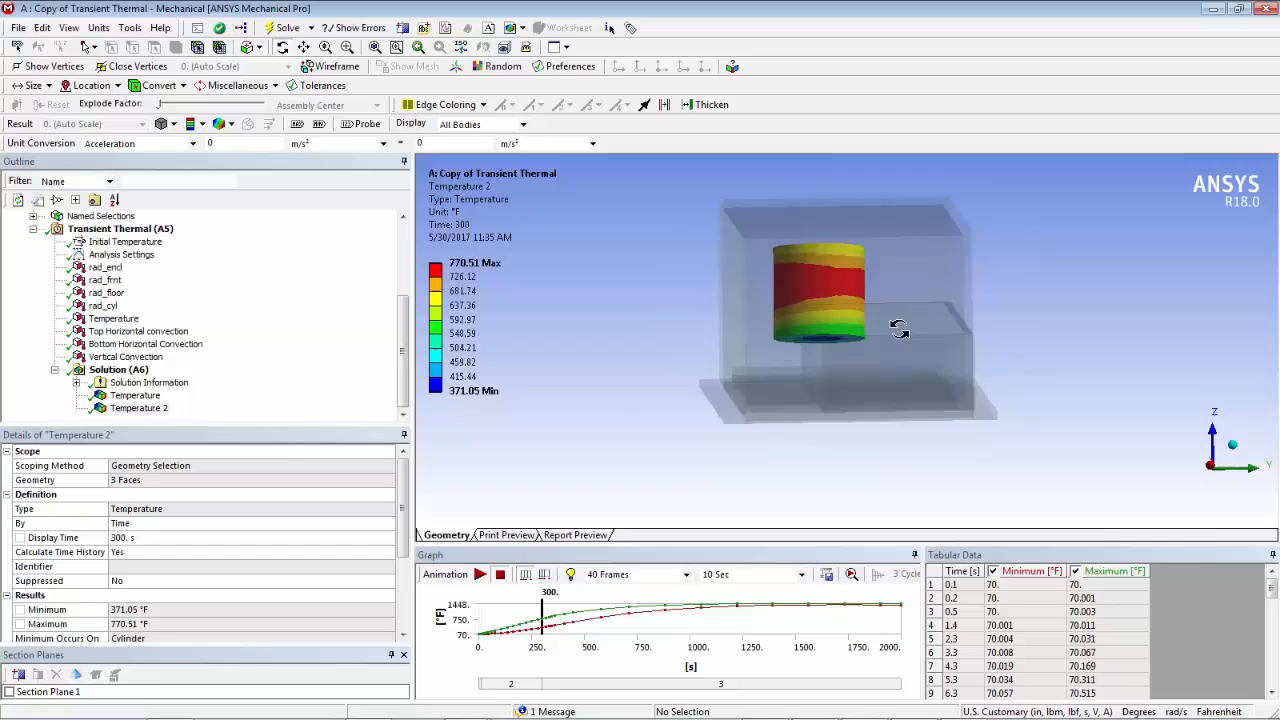 A : Copy of Transient Thermal - Mechanical [ANSYS Mechanical Pro]
File Edit View Units Tools Help Solve ?/ Show Errors Worksheet
Show Vertices Close Vertices 0. (Auto Scale) Wireframe Show Mesh Random Preferences
Size Location Convert Miscellaneous Tolerances
Reset Explode Factor: Assembly Center Edge Coloring Thicken
Result 0. (Auto Scale) Probe Display All Bodies
Unit Conversion Acceleration 0 m/s² = 0 m/s²
Outline
Filter: Name
Named Selections
Transient Thermal (A5)
Initial Temperature
Analysis Settings
rad_encl
rad_frnt
rad_floor
rad_cyl
Temperature
Top Horizontal convection
Bottom Horizontal convection
Vertical Convection
Solution (A6)
Solution Information
Temperature
Temperature 2
Details of "Temperature 2"
Scope
Scoping Method Geometry Selection
Geometry 3 Faces
Definition
Type Temperature
By Time
Display Time 300. s
Calculate Time History Yes
Identifier
Suppressed No
Results
Minimum 371.05 °F
Maximum 770.51 °F
Minimum Occurs On Cylinder
Section Planes
Section Plane 1
A: Copy of Transient Thermal
Temperature 2
Type: Temperature
Unit: °F
Time: 300
5/30/2017 11:35 AM
770.51 Max
726.12
681.74
637.36
592.97
548.59
504.21
459.82
415.44
371.05 Min
ANSYS
R18.0
Z
Y
Geometry Print Preview Report Preview
Graph
Animation 40 Frames 10 Sec 3 Cycle
300.
1448.
750.
70.
[°F]
0. 250. 500. 750. 1000. 1250. 1500. 1750. 2000.
[s]
2 3
Tabular Data
Time [s] Minimum [°F] Maximum [°F]
1 0.1 70. 70.
2 0.2 70. 70.001
3 0.5 70. 70.003
4 1.4 70.001 70.011
5 2.3 70.004 70.031
6 3.3 70.008 70.067
7 4.3 70.019 70.169
8 5.3 70.034 70.311
9 6.3 70.057 70.515
1 Message No Selection U.S. Customary (in, lbm, lbf, s, V, A) Degrees rad/s Fahrenheit